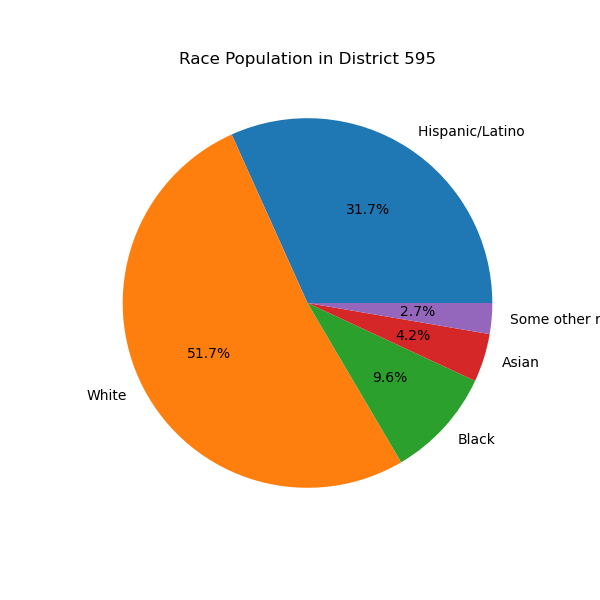 Race Population in District 595
Hispanic/Latino
31.7%
51.7%
White
9.6%
Black
4.2%
Asian
2.7%
Some other